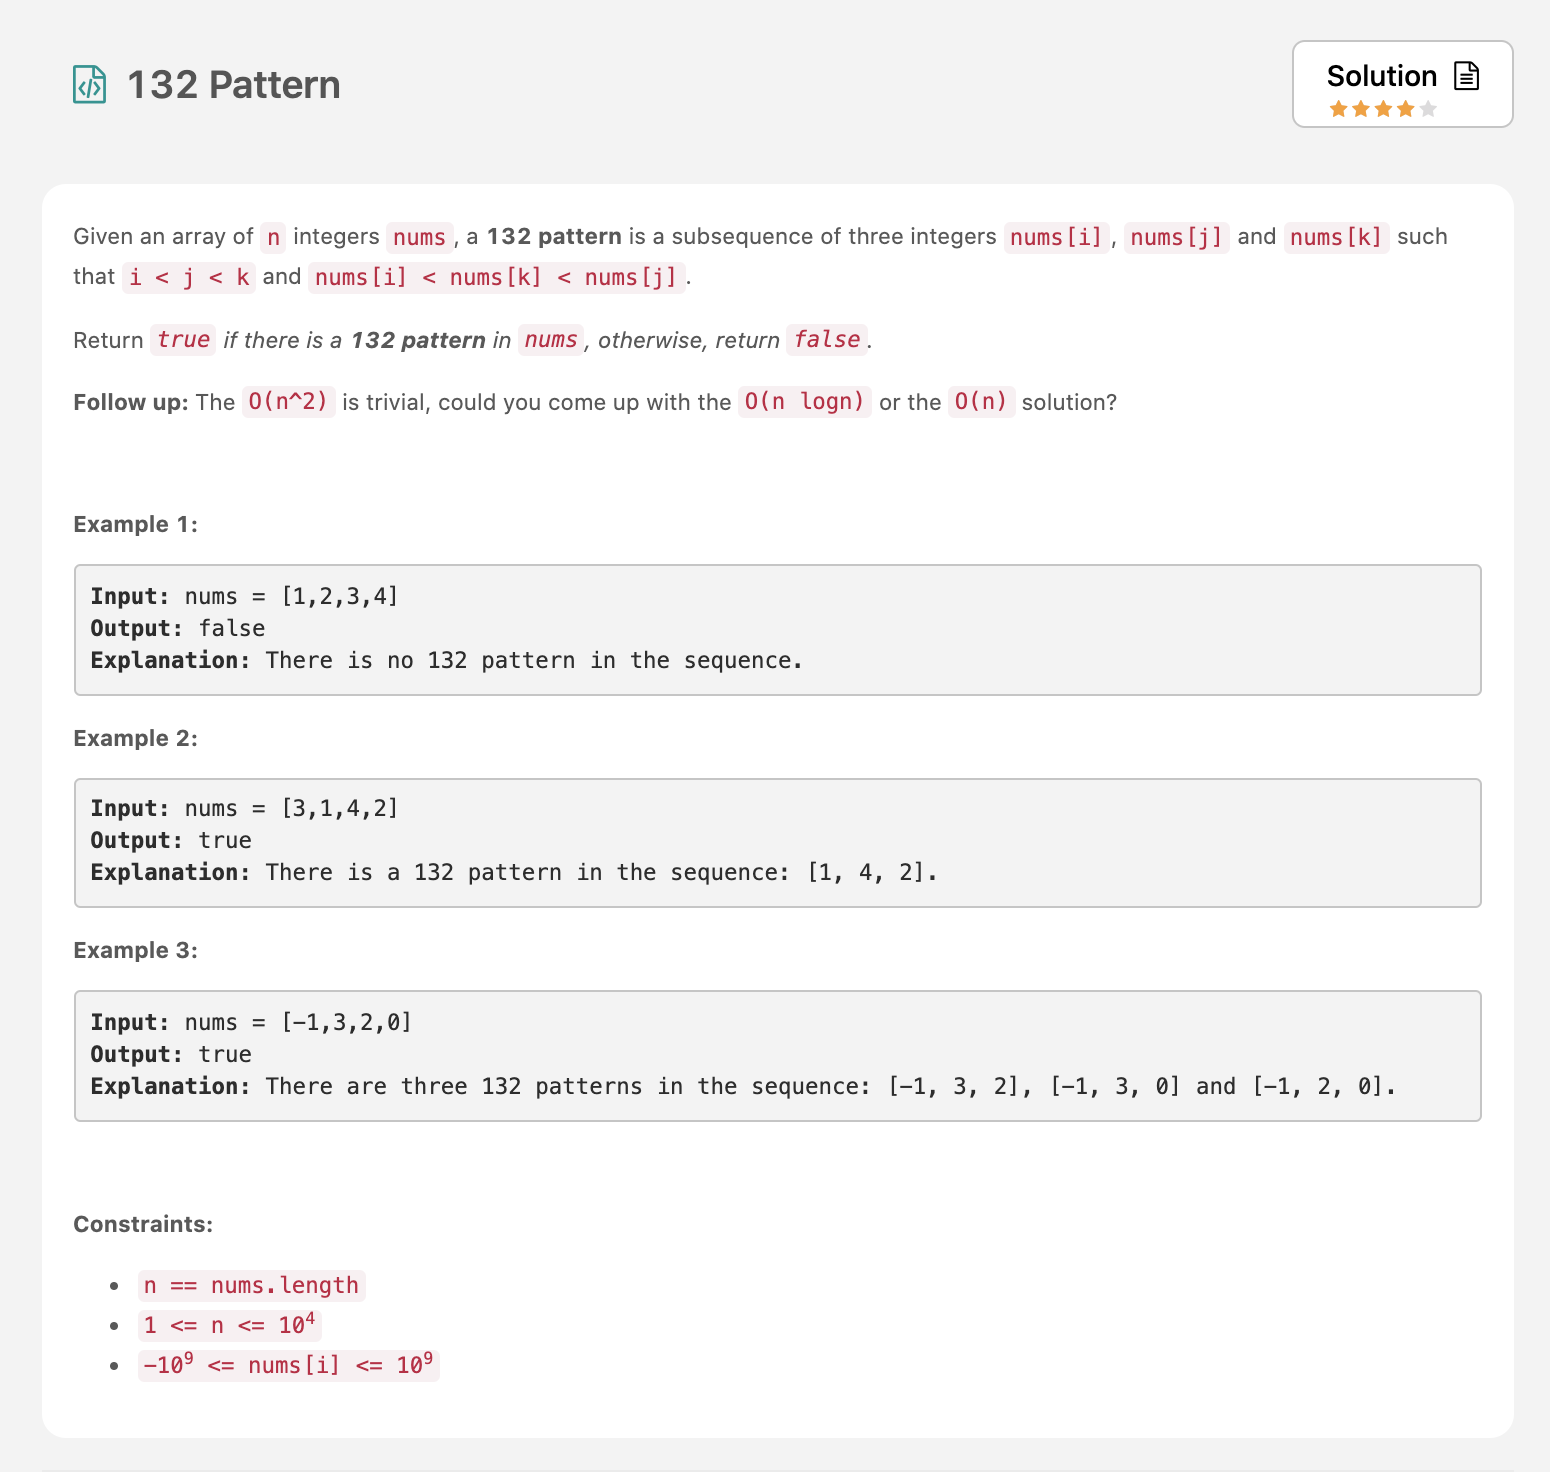 132 Pattern
Solution
Given an array of n integers nums, a 132 pattern is a subsequence of three integers nums[i], nums[j] and nums[k] such
that i < j < k and nums[i] < nums[k] < nums[j].
Return true if there is a 132 pattern in nums, otherwise, return false.
Follow up: The O(n^2) is trivial, could you come up with the O(n logn) or the O(n) solution?
Example 1:
Input: nums = [1,2,3,4]
Output: false
Explanation: There is no 132 pattern in the sequence.
Example 2:
Input: nums = [3,1,4,2]
Output: true
Explanation: There is a 132 pattern in the sequence: [1, 4, 2].
Example 3:
Input: nums = [-1,3,2,0]
Output: true
Explanation: There are three 132 patterns in the sequence: [-1, 3, 2], [-1, 3, 0] and [-1, 2, 0].
Constraints:
• n == nums.length
• 1 <= n <= 10⁴
• -10⁹ <= nums[i] <= 10⁹